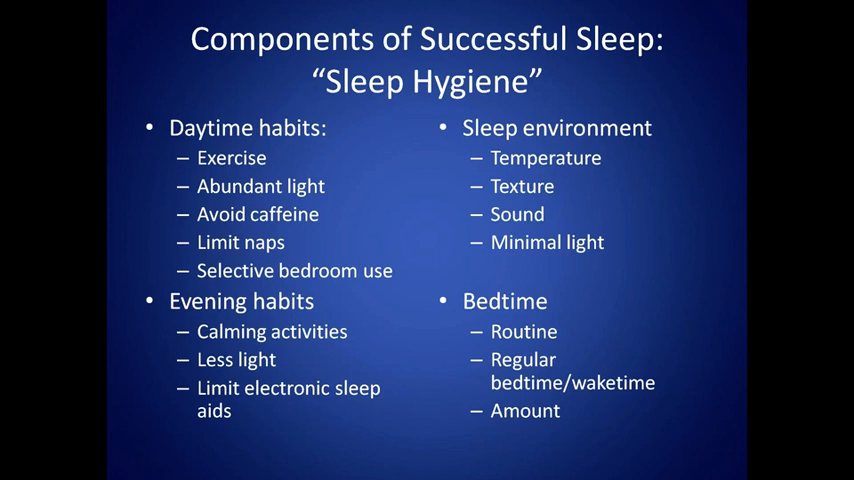 Components of Successful Sleep:
“Sleep Hygiene”
• Daytime habits:
– Exercise
– Abundant light
– Avoid caffeine
– Limit naps
– Selective bedroom use
• Evening habits
– Calming activities
– Less light
– Limit electronic sleep
aids
• Sleep environment
– Temperature
– Texture
– Sound
– Minimal light
• Bedtime
– Routine
– Regular
bedtime/waketime
– Amount